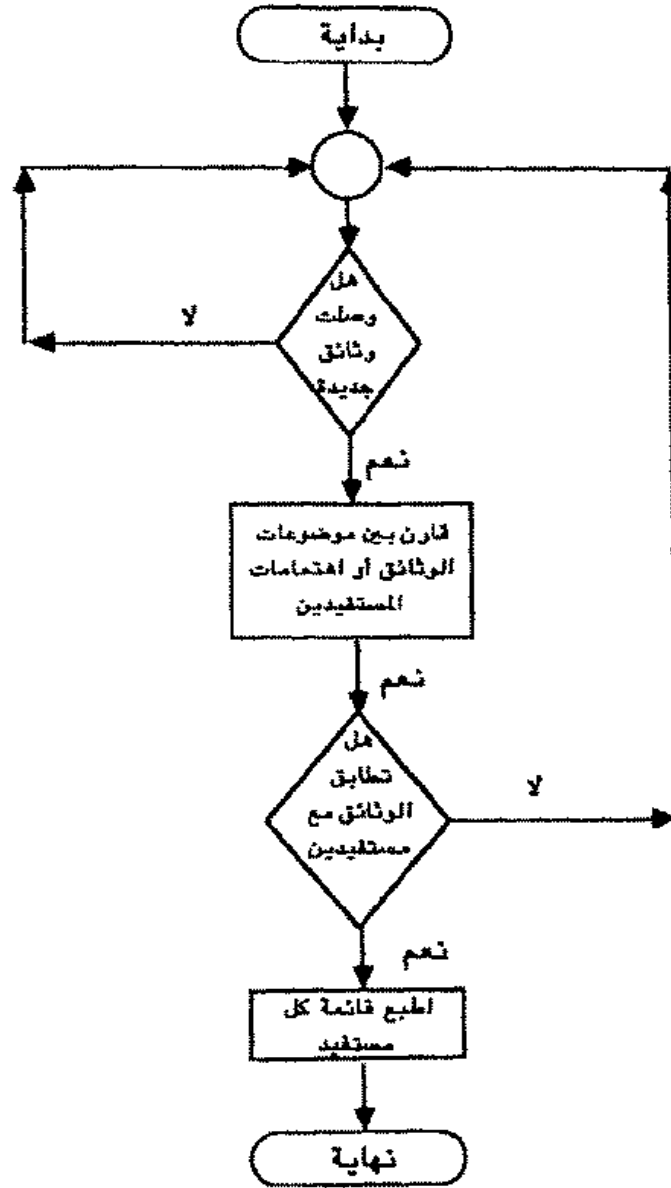 بداية
هل
وصلت
وثائق
جديدة
لا
نعم
قارن بين موضوعات
الوثائق أو اهتمامات
المستفيدين
نعم
هل
تطابق
الوثائق مع
مستفيدين
لا
نعم
اطبع قائمة كل
مستفيد
نهاية